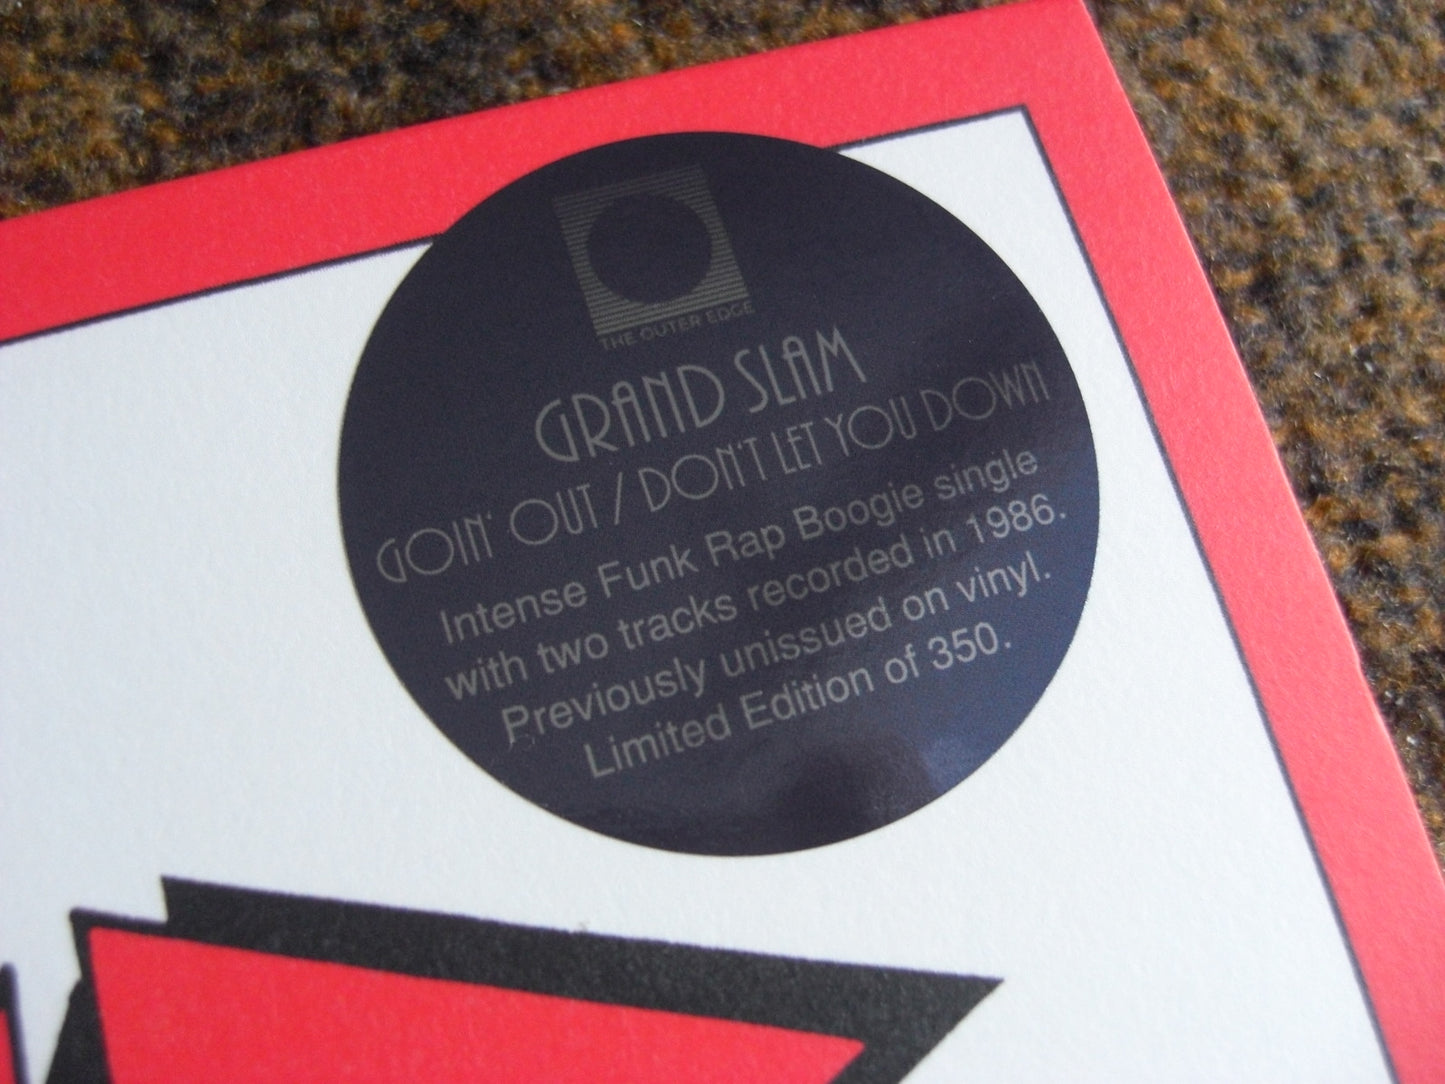 THE OUTER EDGE
GRAND SLAM
GOIN' OUT / DON'T LET YOU DOWN
Intense Funk Rap Boogie single
with two tracks recorded in 1986.
Previously unissued on vinyl.
Limited Edition of 350.